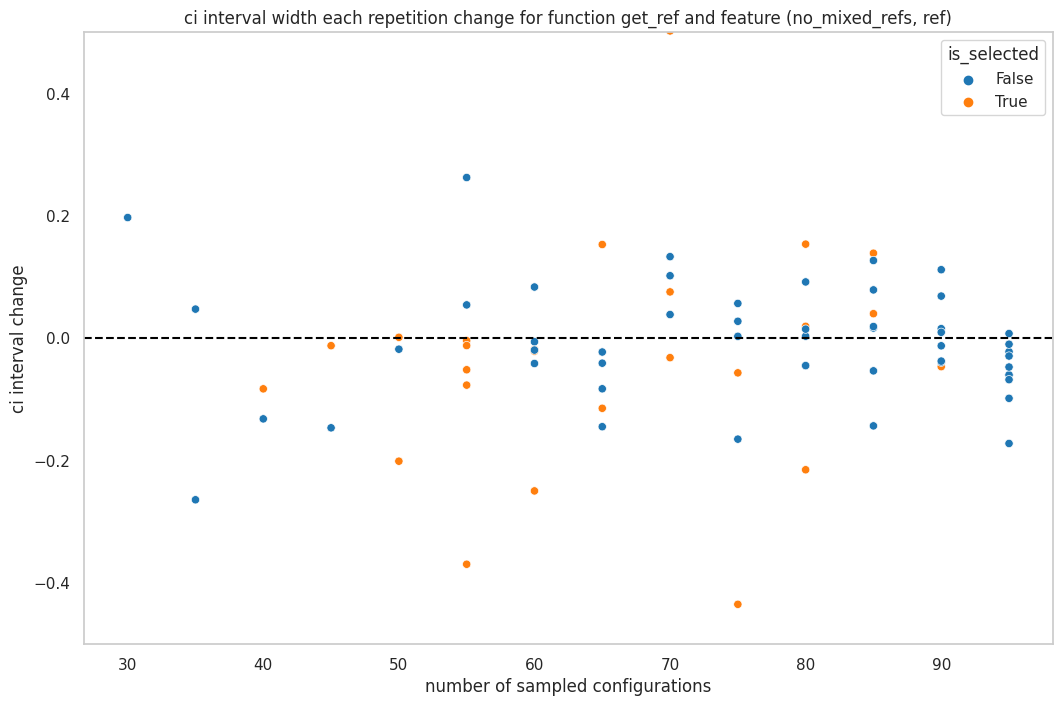 ci interval width each repetition change for function get_ref and feature (no_mixed_refs, ref)
is_selected
False
True
ci interval change
0.4
0.2
0.0
−0.2
−0.4
30 40 50 60 70 80 90
number of sampled configurations